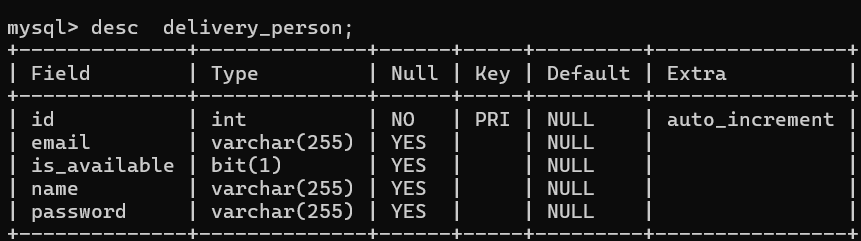 mysql> desc  delivery_person;
+--------------+--------------+------+-----+---------+----------------+
| Field        | Type         | Null | Key | Default | Extra          |
+--------------+--------------+------+-----+---------+----------------+
| id           | int          | NO   | PRI | NULL    | auto_increment |
| email        | varchar(255) | YES  |     | NULL    |                |
| is_available | bit(1)       | YES  |     | NULL    |                |
| name         | varchar(255) | YES  |     | NULL    |                |
| password     | varchar(255) | YES  |     | NULL    |                |
+--------------+--------------+------+-----+---------+----------------+